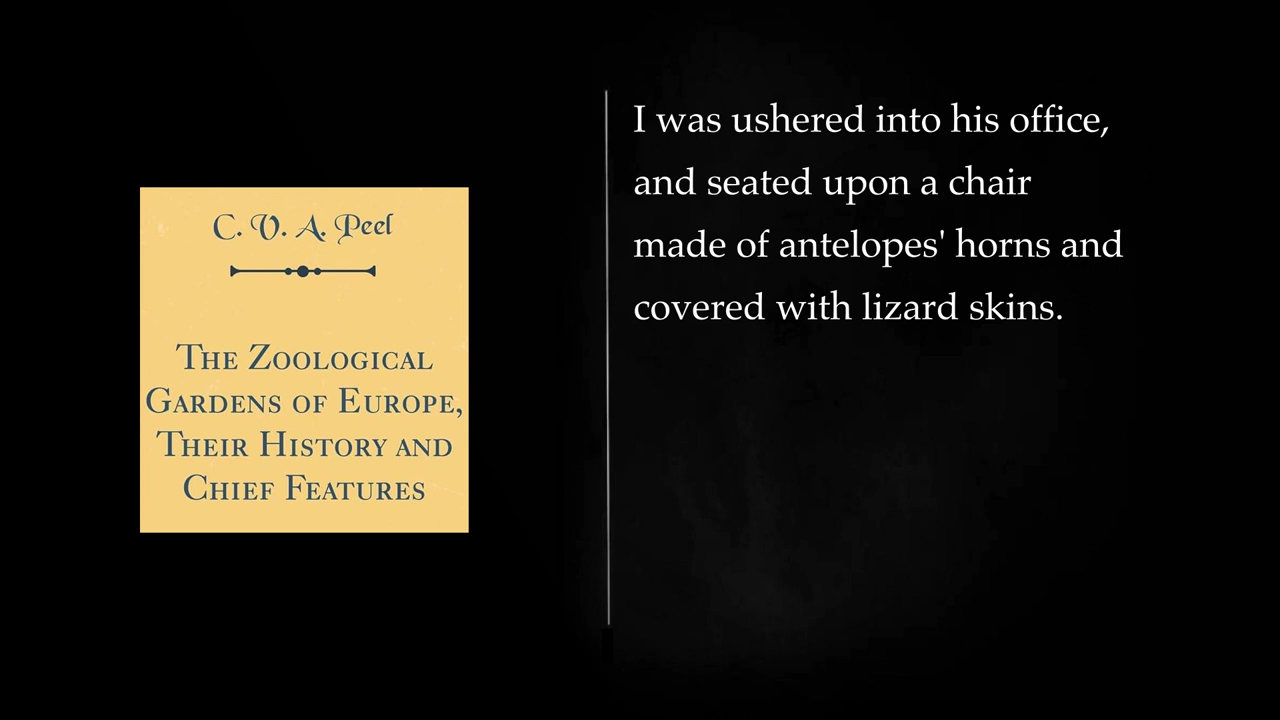 C. V. A. Peel
The Zoological
Gardens of Europe,
Their History and
Chief Features
I was ushered into his office,
and seated upon a chair
made of antelopes' horns and
covered with lizard skins.